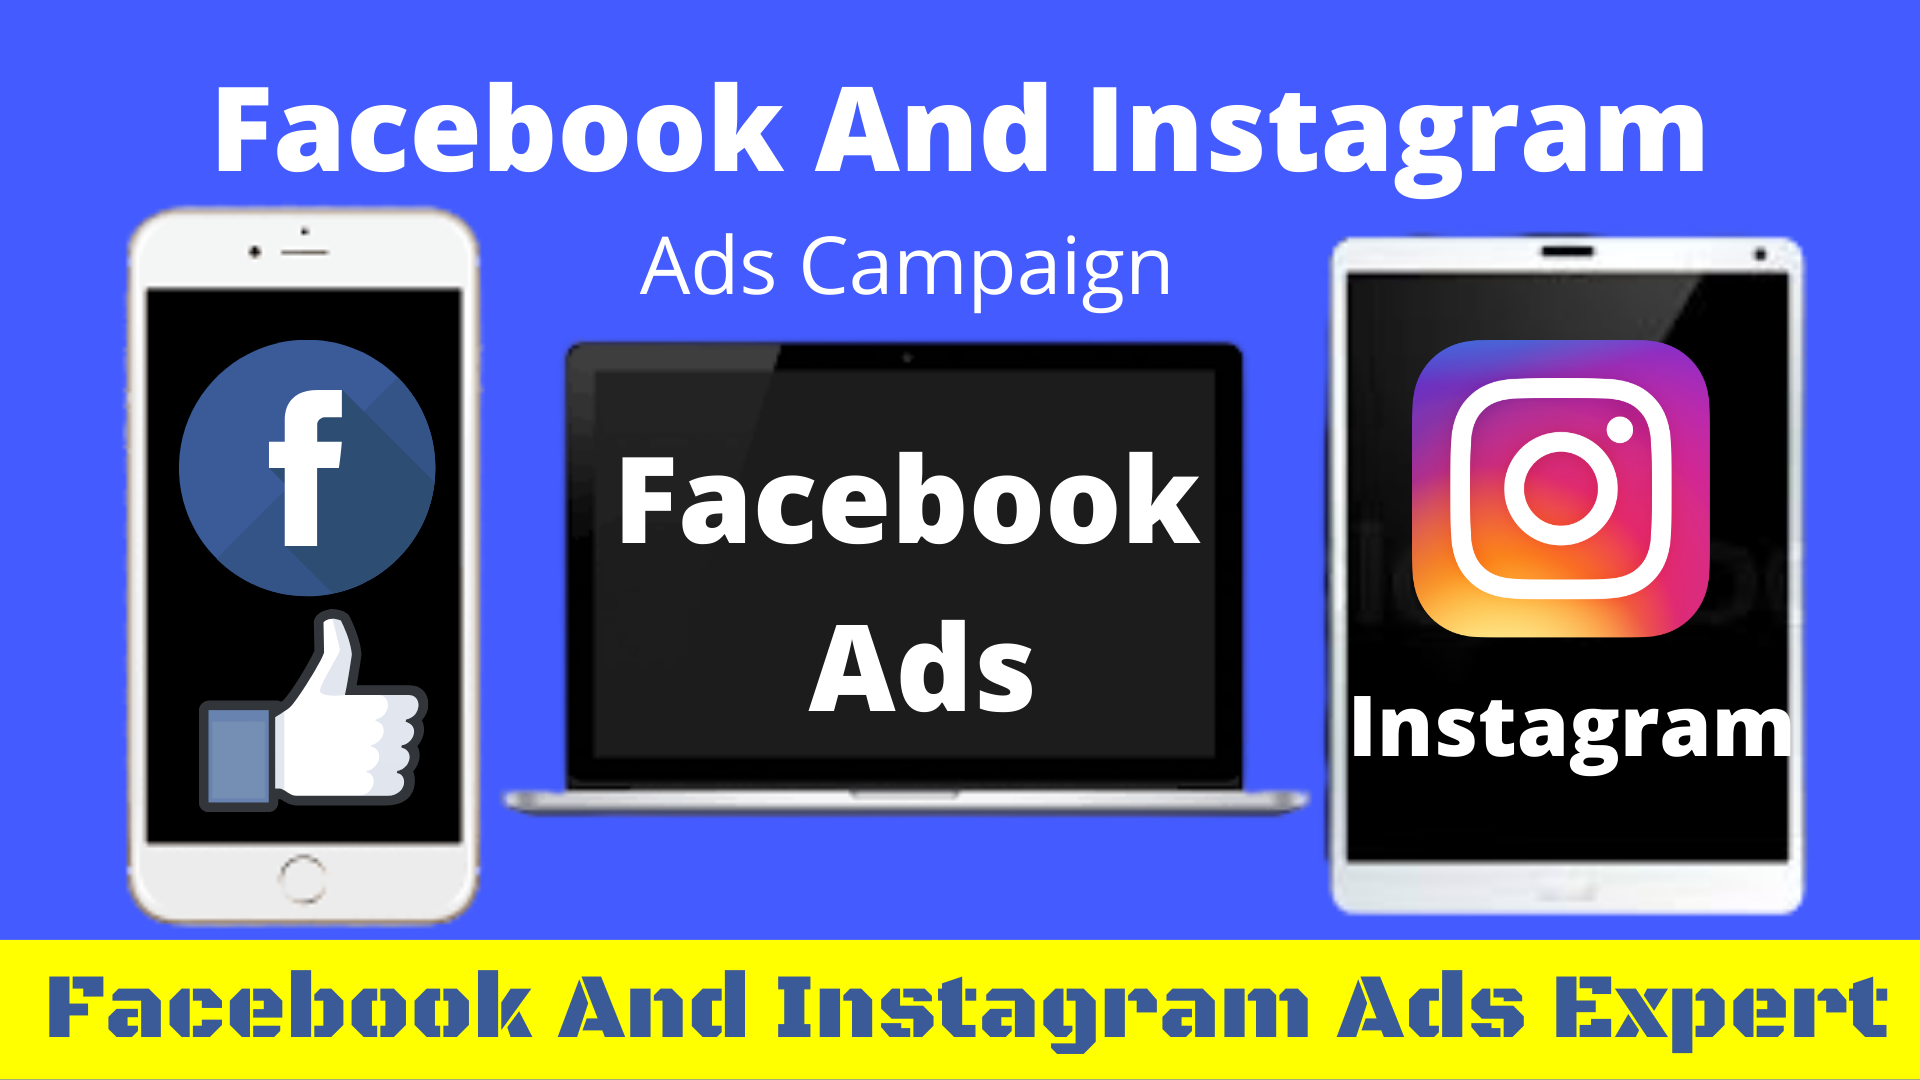 Facebook And Instagram
Ads Campaign
Facebook
Ads
Instagram
Facebook And Instagram Ads Expert